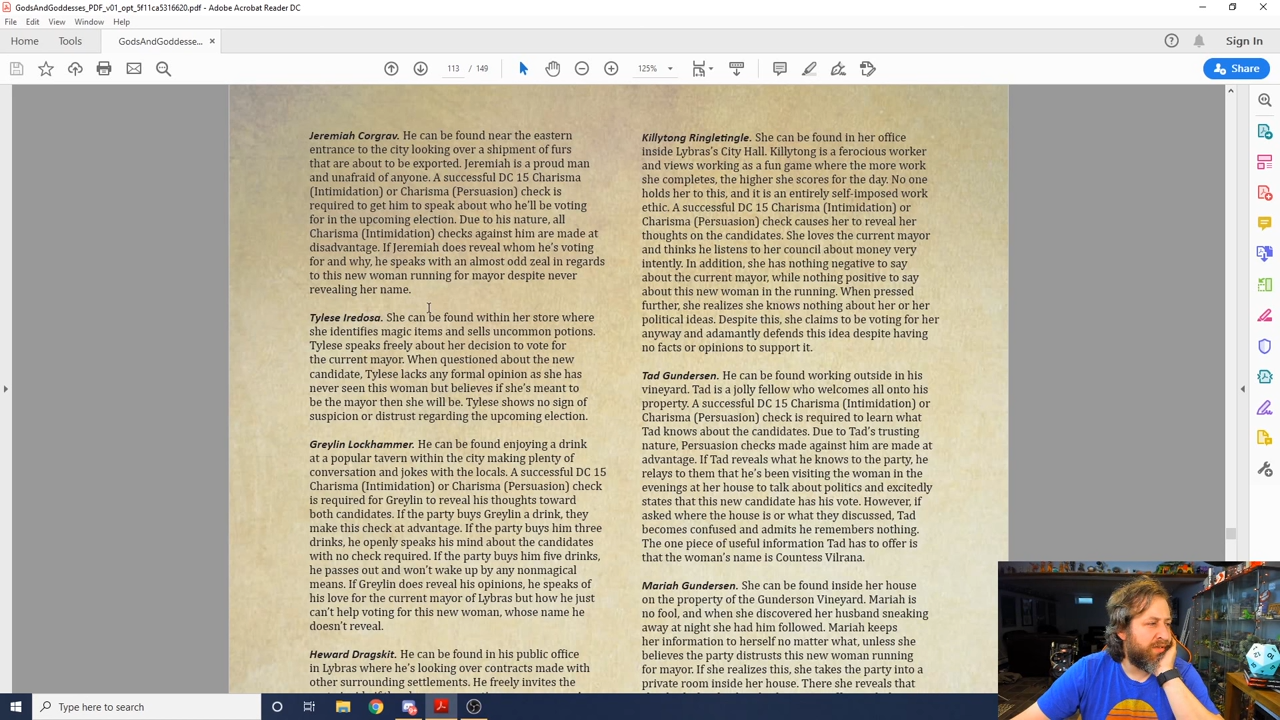 GodsAndGoddesses_PDF_v01_opt_5f11ca5316620.pdf - Adobe Acrobat Reader DC
File Edit View Window Help
Home Tools GodsAndGoddesse... × Sign In
113 / 149 125% Share
Jeremiah Corgrav. He can be found near the eastern
entrance to the city looking over a shipment of furs
that are about to be exported. Jeremiah is a proud man
and unafraid of anyone. A successful DC 15 Charisma
(Intimidation) or Charisma (Persuasion) check is
required to get him to speak about who he'll be voting
for in the upcoming election. Due to his nature, all
Charisma (Intimidation) checks against him are made at
disadvantage. If Jeremiah does reveal whom he's voting
for and why, he speaks with an almost odd zeal in regards
to this new woman running for mayor despite never
revealing her name.
Tylese Iredosa. She can be found within her store where
she identifies magic items and sells uncommon potions.
Tylese speaks freely about her decision to vote for
the current mayor. When questioned about the new
candidate, Tylese lacks any formal opinion as she has
never seen this woman but believes if she's meant to
be the mayor then she will be. Tylese shows no sign of
suspicion or distrust regarding the upcoming election.
Greylin Lockhammer. He can be found enjoying a drink
at a popular tavern within the city making plenty of
conversation and jokes with the locals. A successful DC 15
Charisma (Intimidation) or Charisma (Persuasion) check
is required for Greylin to reveal his thoughts toward
both candidates. If the party buys Greylin a drink, they
make this check at advantage. If the party buys him three
drinks, he openly speaks his mind about the candidates
with no check required. If the party buys him five drinks,
he passes out and won't wake up by any nonmagical
means. If Greylin does reveal his opinions, he speaks of
his love for the current mayor of Lybras but how he just
can't help voting for this new woman, whose name he
doesn't reveal.
Heward Dragskit. He can be found in his public office
in Lybras where he's looking over contracts made with
other surrounding settlements. He freely invites the
Killytong Ringletingle. She can be found in her office
inside Lybras's City Hall. Killytong is a ferocious worker
and views working as a fun game where the more work
she completes, the higher she scores for the day. No one
holds her to this, and it is an entirely self-imposed work
ethic. A successful DC 15 Charisma (Intimidation) or
Charisma (Persuasion) check causes her to reveal her
thoughts on the candidates. She loves the current mayor
and thinks he listens to her council about money very
intently. In addition, she has nothing negative to say
about the current mayor, while nothing positive to say
about this new woman in the running. When pressed
further, she realizes she knows nothing about her or her
political ideas. Despite this, she claims to be voting for her
anyway and adamantly defends this idea despite having
no facts or opinions to support it.
Tad Gundersen. He can be found working outside in his
vineyard. Tad is a jolly fellow who welcomes all onto his
property. A successful DC 15 Charisma (Intimidation) or
Charisma (Persuasion) check is required to learn what
Tad knows about the candidates. Due to Tad's trusting
nature, Persuasion checks made against him are made at
advantage. If Tad reveals what he knows to the party, he
relays to them that he's been visiting the woman in the
evenings at her house to talk about politics and excitedly
states that this new candidate has his vote. However, if
asked where the house is or what they discussed, Tad
becomes confused and admits he remembers nothing.
The one piece of useful information Tad has to offer is
that the woman's name is Countess Vilrana.
Mariah Gundersen. She can be found inside her house
on the property of the Gunderson Vineyard. Mariah is
no fool, and when she discovered her husband sneaking
away at night she had him followed. Mariah keeps
her information to herself no matter what, unless she
believes the party distrusts this new woman running
for mayor. If she realizes this, she takes the party into a
private room inside her house. There she reveals that
Type here to search